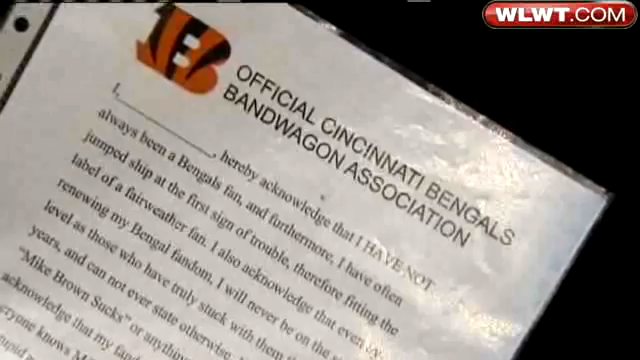 WLWT.COM
B
OFFICIAL CINCINNATI BENGALS
BANDWAGON ASSOCIATION
I, ____________, hereby acknowledge that I HAVE NOT
always been a Bengals fan, and furthermore, I have often
jumped ship at the first sign of trouble, therefore fitting the
label of a fairweather fan. I also acknowledge that even
renewing my Bengal fandom, I will never be on the
level as those who have truly stuck with them
years, and can not ever state otherwise.
"Mike Brown Sucks" or
acknowledge that my
knows